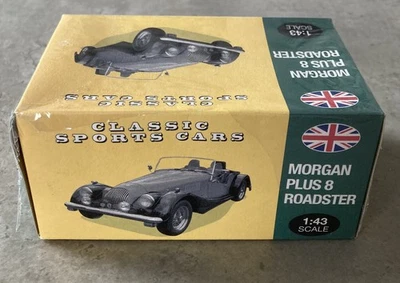 1:43
SCALE
MORGAN
PLUS 8
ROADSTER
CLASSIC
SPORTS CARS
CLASSIC
SPORTS CARS
MORGAN
PLUS 8
ROADSTER
1:43
SCALE